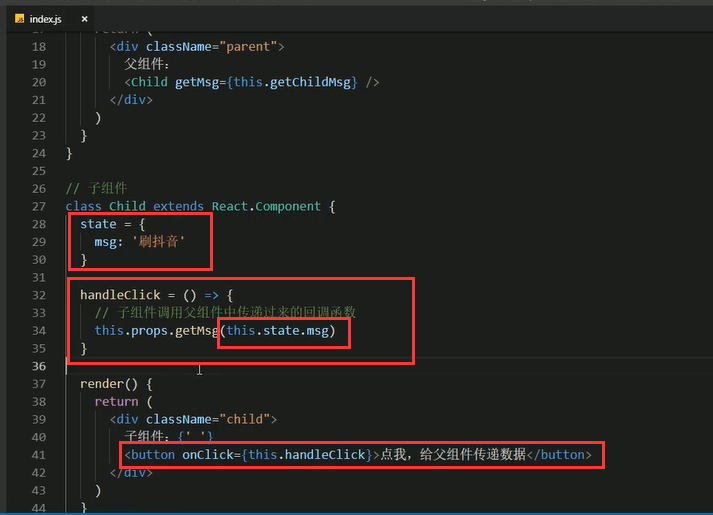 index.js
18 <div className="parent">
19 父组件：
20 <Child getMsg={this.getChildMsg} />
21 </div>
22 )
23 }
24 }
25
26 // 子组件
27 class Child extends React.Component {
28 state = {
29 msg: '刷抖音'
30 }
31
32 handleClick = () => {
33 // 子组件调用父组件中传递过来的回调函数
34 this.props.getMsg(this.state.msg)
35 }
36
37 render() {
38 return (
39 <div className="child">
40 子组件：{' '}
41 <button onClick={this.handleClick}>点我，给父组件传递数据</button>
42 </div>
43 )
44 }